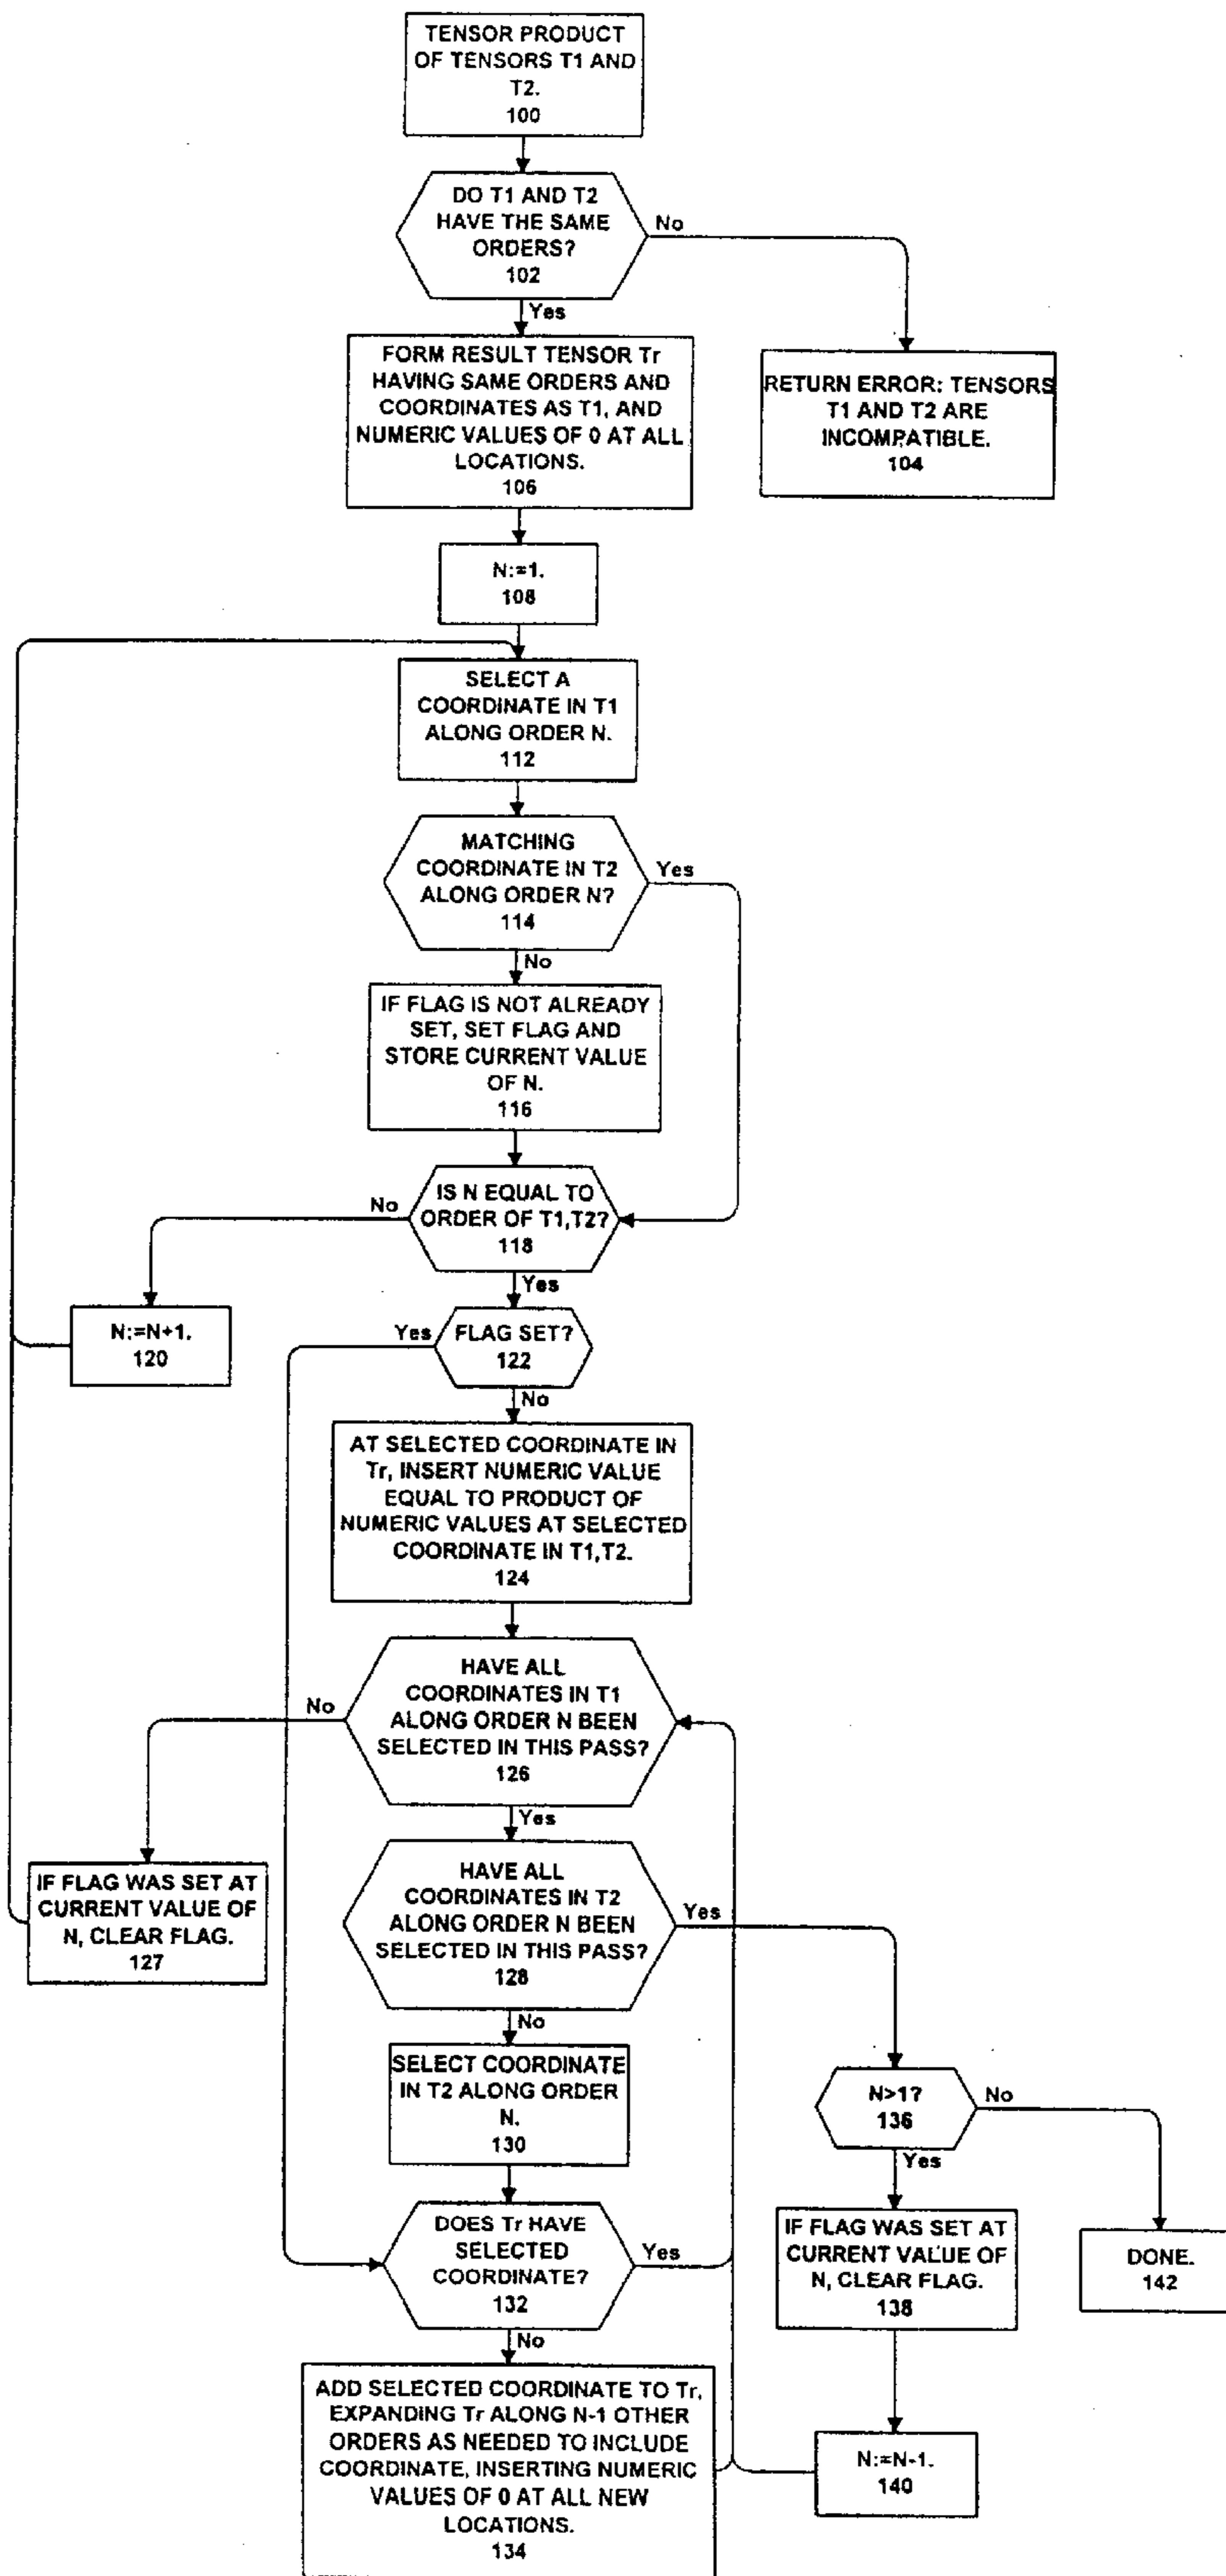 TENSOR PRODUCT
OF TENSORS T1 AND
T2.
100
DO T1 AND T2
HAVE THE SAME
ORDERS?
102
No
Yes
FORM RESULT TENSOR Tr
HAVING SAME ORDERS AND
COORDINATES AS T1, AND
NUMERIC VALUES OF 0 AT ALL
LOCATIONS.
106
RETURN ERROR: TENSORS
T1 AND T2 ARE
INCOMPATIBLE.
104
N:=1.
108
SELECT A
COORDINATE IN T1
ALONG ORDER N.
112
MATCHING
COORDINATE IN T2
ALONG ORDER N?
114
Yes
No
IF FLAG IS NOT ALREADY
SET, SET FLAG AND
STORE CURRENT VALUE
OF N.
116
IS N EQUAL TO
ORDER OF T1,T2?
118
No
Yes
N:=N+1.
120
FLAG SET?
122
Yes
No
AT SELECTED COORDINATE IN
Tr, INSERT NUMERIC VALUE
EQUAL TO PRODUCT OF
NUMERIC VALUES AT SELECTED
COORDINATE IN T1,T2.
124
HAVE ALL
COORDINATES IN T1
ALONG ORDER N BEEN
SELECTED IN THIS PASS?
126
No
Yes
IF FLAG WAS SET AT
CURRENT VALUE OF
N, CLEAR FLAG.
127
HAVE ALL
COORDINATES IN T2
ALONG ORDER N BEEN
SELECTED IN THIS PASS?
128
Yes
No
SELECT COORDINATE
IN T2 ALONG ORDER
N.
130
N>1?
136
No
Yes
DOES Tr HAVE
SELECTED
COORDINATE?
132
Yes
No
IF FLAG WAS SET AT
CURRENT VALUE OF
N, CLEAR FLAG.
138
DONE.
142
ADD SELECTED COORDINATE TO Tr,
EXPANDING Tr ALONG N-1 OTHER
ORDERS AS NEEDED TO INCLUDE
COORDINATE, INSERTING NUMERIC
VALUES OF 0 AT ALL NEW
LOCATIONS.
134
N:=N-1.
140